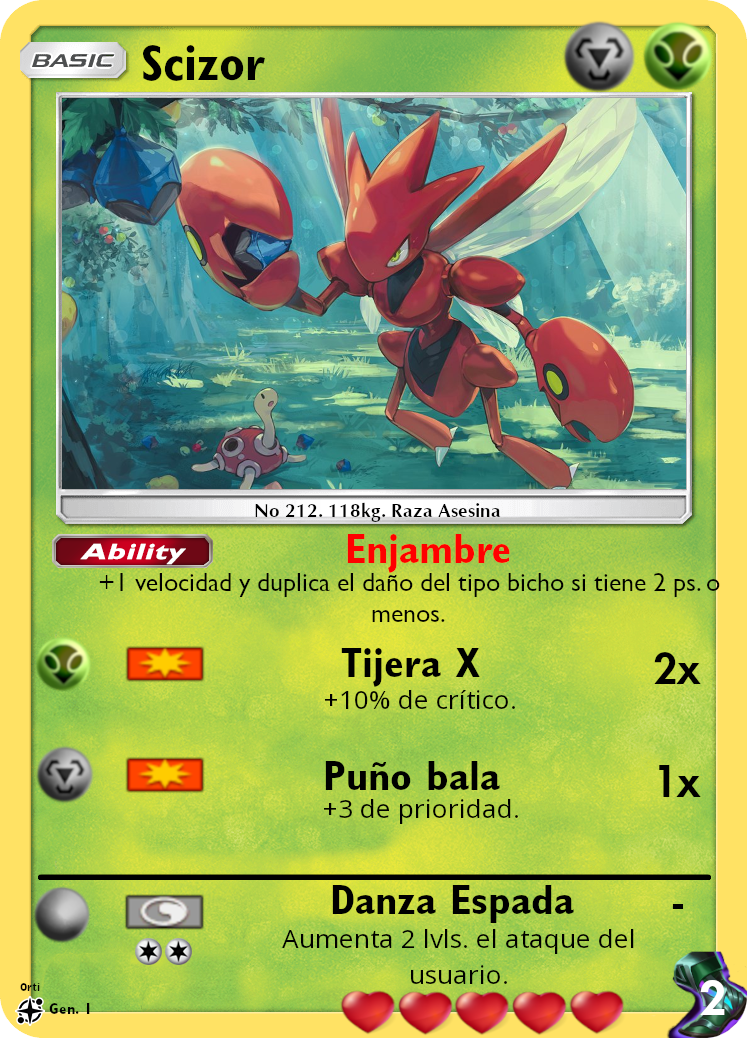 BASIC Scizor
No 212. 118kg. Raza Asesina
Ability Enjambre
+1 velocidad y duplica el daño del tipo bicho si tiene 2 ps. o
menos.
Tijera X 2x
+10% de crítico.
Puño bala 1x
+3 de prioridad.
Danza Espada -
Aumenta 2 lvls. el ataque del
usuario.
Orti
Gen. I
2